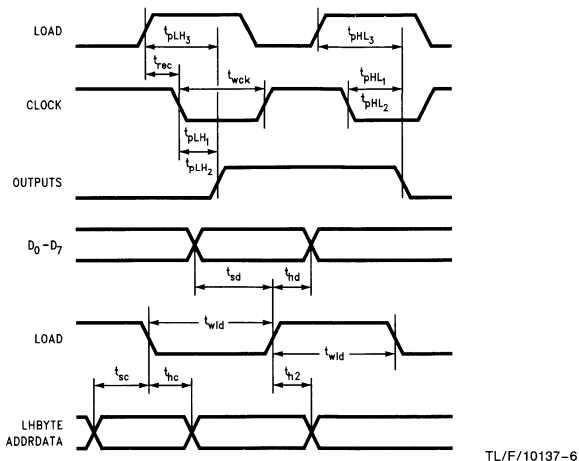 LOAD
tpLH3
tpHL3
trec
twck
tpHL1
CLOCK
tpHL2
tpLH1
tpLH2
OUTPUTS
D0-D7
tsd
thd
LOAD
twld
twld
tsc
thc
th2
LHBYTE
ADDRDATA
TL/F/10137-6